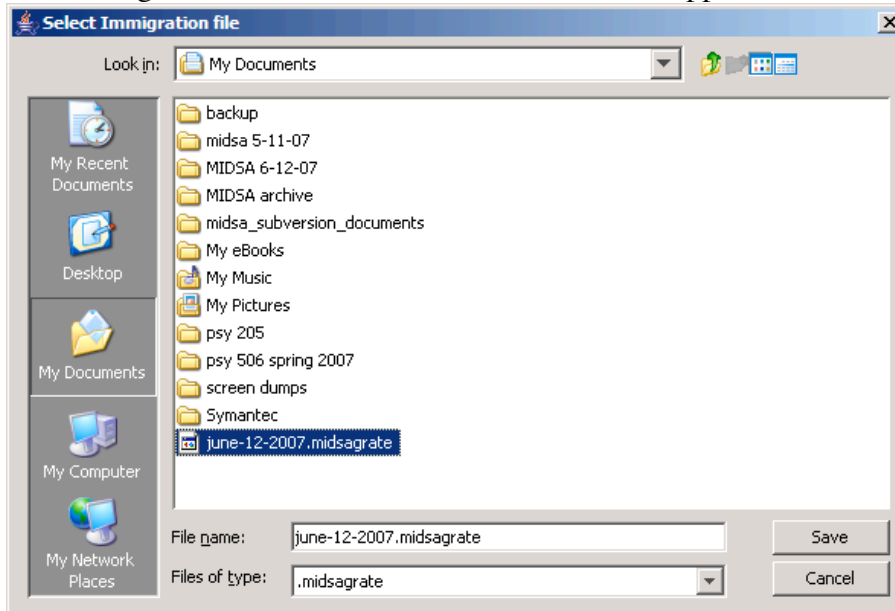 Select Immigration file
Look in:
My Documents
My Recent
Documents
Desktop
My Documents
My Computer
My Network
Places
backup
midsa 5-11-07
MIDSA 6-12-07
MIDSA archive
midsa_subversion_documents
My eBooks
My Music
My Pictures
psy 205
psy 506 spring 2007
screen dumps
Symantec
june-12-2007.midsagrate
File name:
june-12-2007.midsagrate
Save
Files of type:
.midsagrate
Cancel